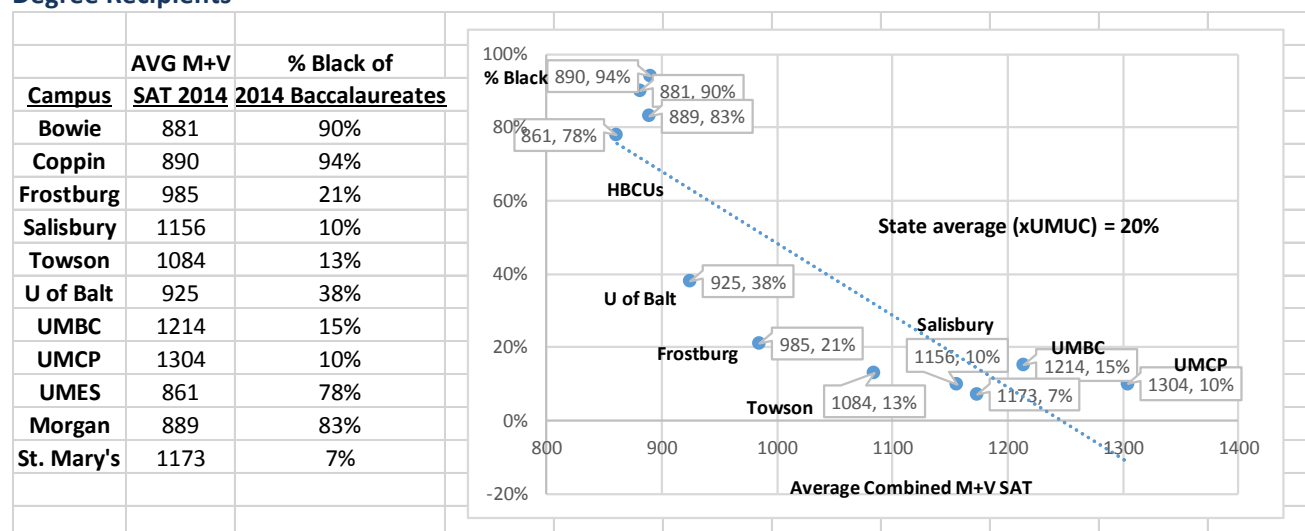 Degree Recipients
AVG M+V % Black of
Campus SAT 2014 2014 Baccalaureates
Bowie 881 90%
Coppin 890 94%
Frostburg 985 21%
Salisbury 1156 10%
Towson 1084 13%
U of Balt 925 38%
UMBC 1214 15%
UMCP 1304 10%
UMES 861 78%
Morgan 889 83%
St. Mary's 1173 7%
100%
% Black 890, 94%
881, 90%
889, 83%
80%
861, 78%
HBCUs
60%
State average (xUMUC) = 20%
40%
925, 38%
U of Balt
Salisbury
20%
Frostburg 985, 21%
1156, 10%
UMBC
1214, 15%
UMCP
1304, 10%
Towson 1084, 13%
1173, 7%
0%
800 900 1000 1100 1200 1300 1400
-20%
Average Combined M+V SAT